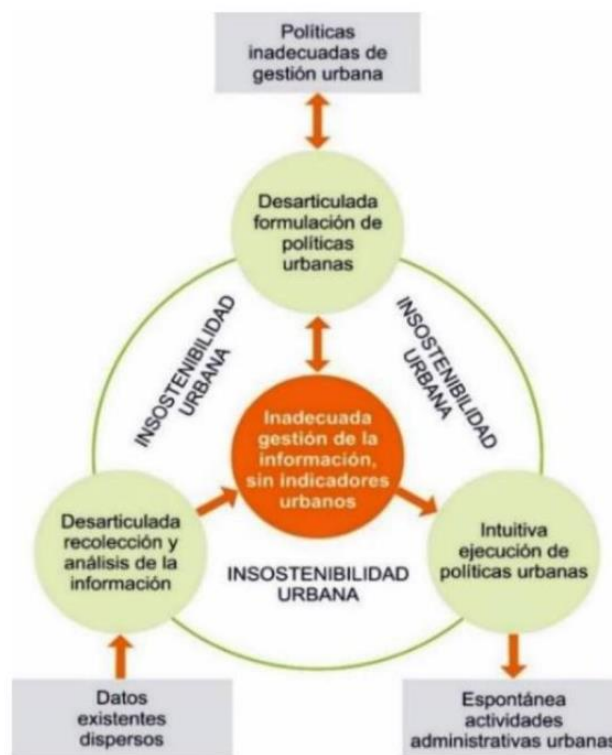 Políticas
inadecuadas de
gestión urbana
Desarticulada
formulación de
políticas
urbanas
INSOSTENIBILIDAD
URBANA
INSOSTENIBILIDAD
URBANA
Inadecuada
gestión de la
información,
sin indicadores
urbanos
Desarticulada
recolección y
análisis de la
información
Intuitiva
ejecución de
políticas urbanas
INSOSTENIBILIDAD
URBANA
Datos
existentes
dispersos
Espontánea
actividades
administrativas urbanas